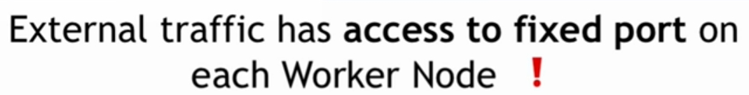 External traffic has access to fixed port on
each Worker Node !